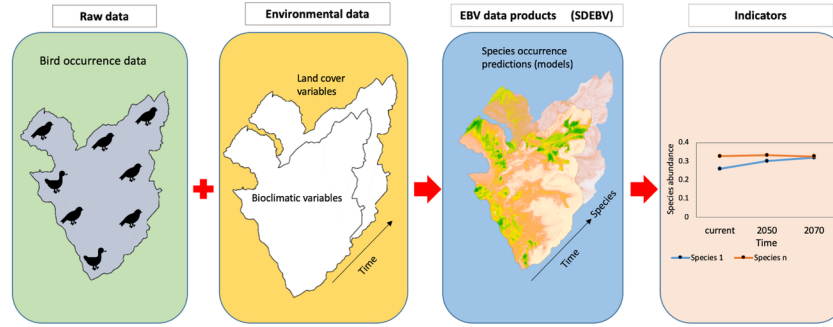 Raw data
Environmental data
EBV data products (SDEBV)
Indicators
Bird occurrence data
Land cover
variables
Bioclimatic variables
Time
Species occurrence
predictions (models)
Species
Time
Species abundance
0.4
0.3
0.2
0.1
0
current
2050
2070
Time
Species 1
Species n